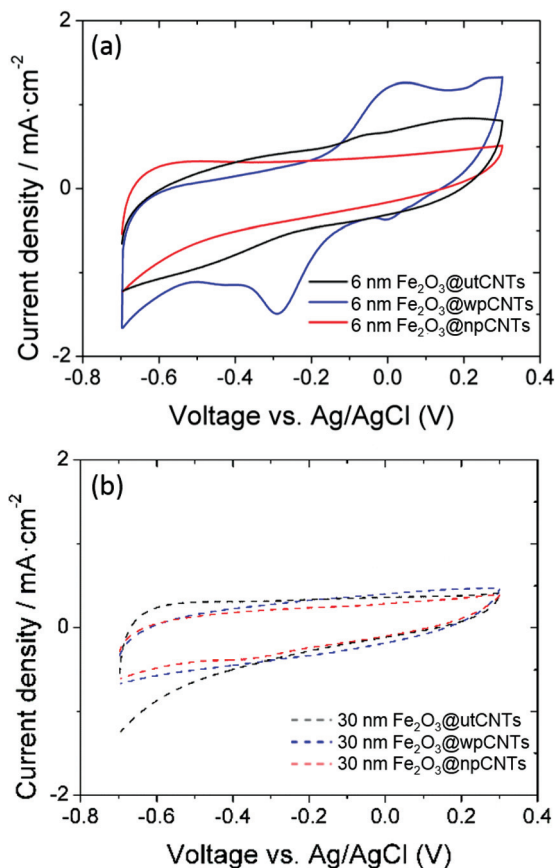 (a)
2
0
-2
Current density / mA·cm⁻²
6 nm Fe₂O₃@utCNTs
6 nm Fe₂O₃@wpCNTs
6 nm Fe₂O₃@npCNTs
-0.8 -0.6 -0.4 -0.2 0.0 0.2 0.4
Voltage vs. Ag/AgCl (V)
(b)
2
0
-2
Current density / mA·cm⁻²
30 nm Fe₂O₃@utCNTs
30 nm Fe₂O₃@wpCNTs
30 nm Fe₂O₃@npCNTs
-0.8 -0.6 -0.4 -0.2 0.0 0.2 0.4
Voltage vs. Ag/AgCl (V)